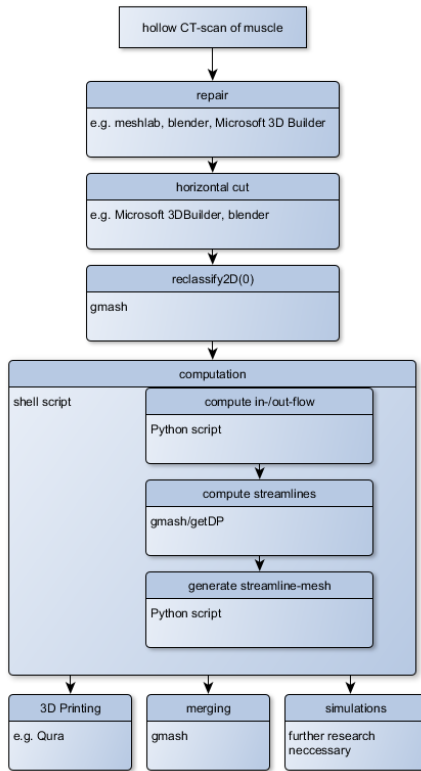 hollow CT-scan of muscle
repair
e.g. meshlab, blender, Microsoft 3D Builder
horizontal cut
e.g. Microsoft 3DBuilder, blender
reclassify2D(0)
gmash
computation
shell script
compute in-/out-flow
Python script
compute streamlines
gmash/getDP
generate streamline-mesh
Python script
3D Printing
e.g. Qura
merging
gmash
simulations
further research
neccessary